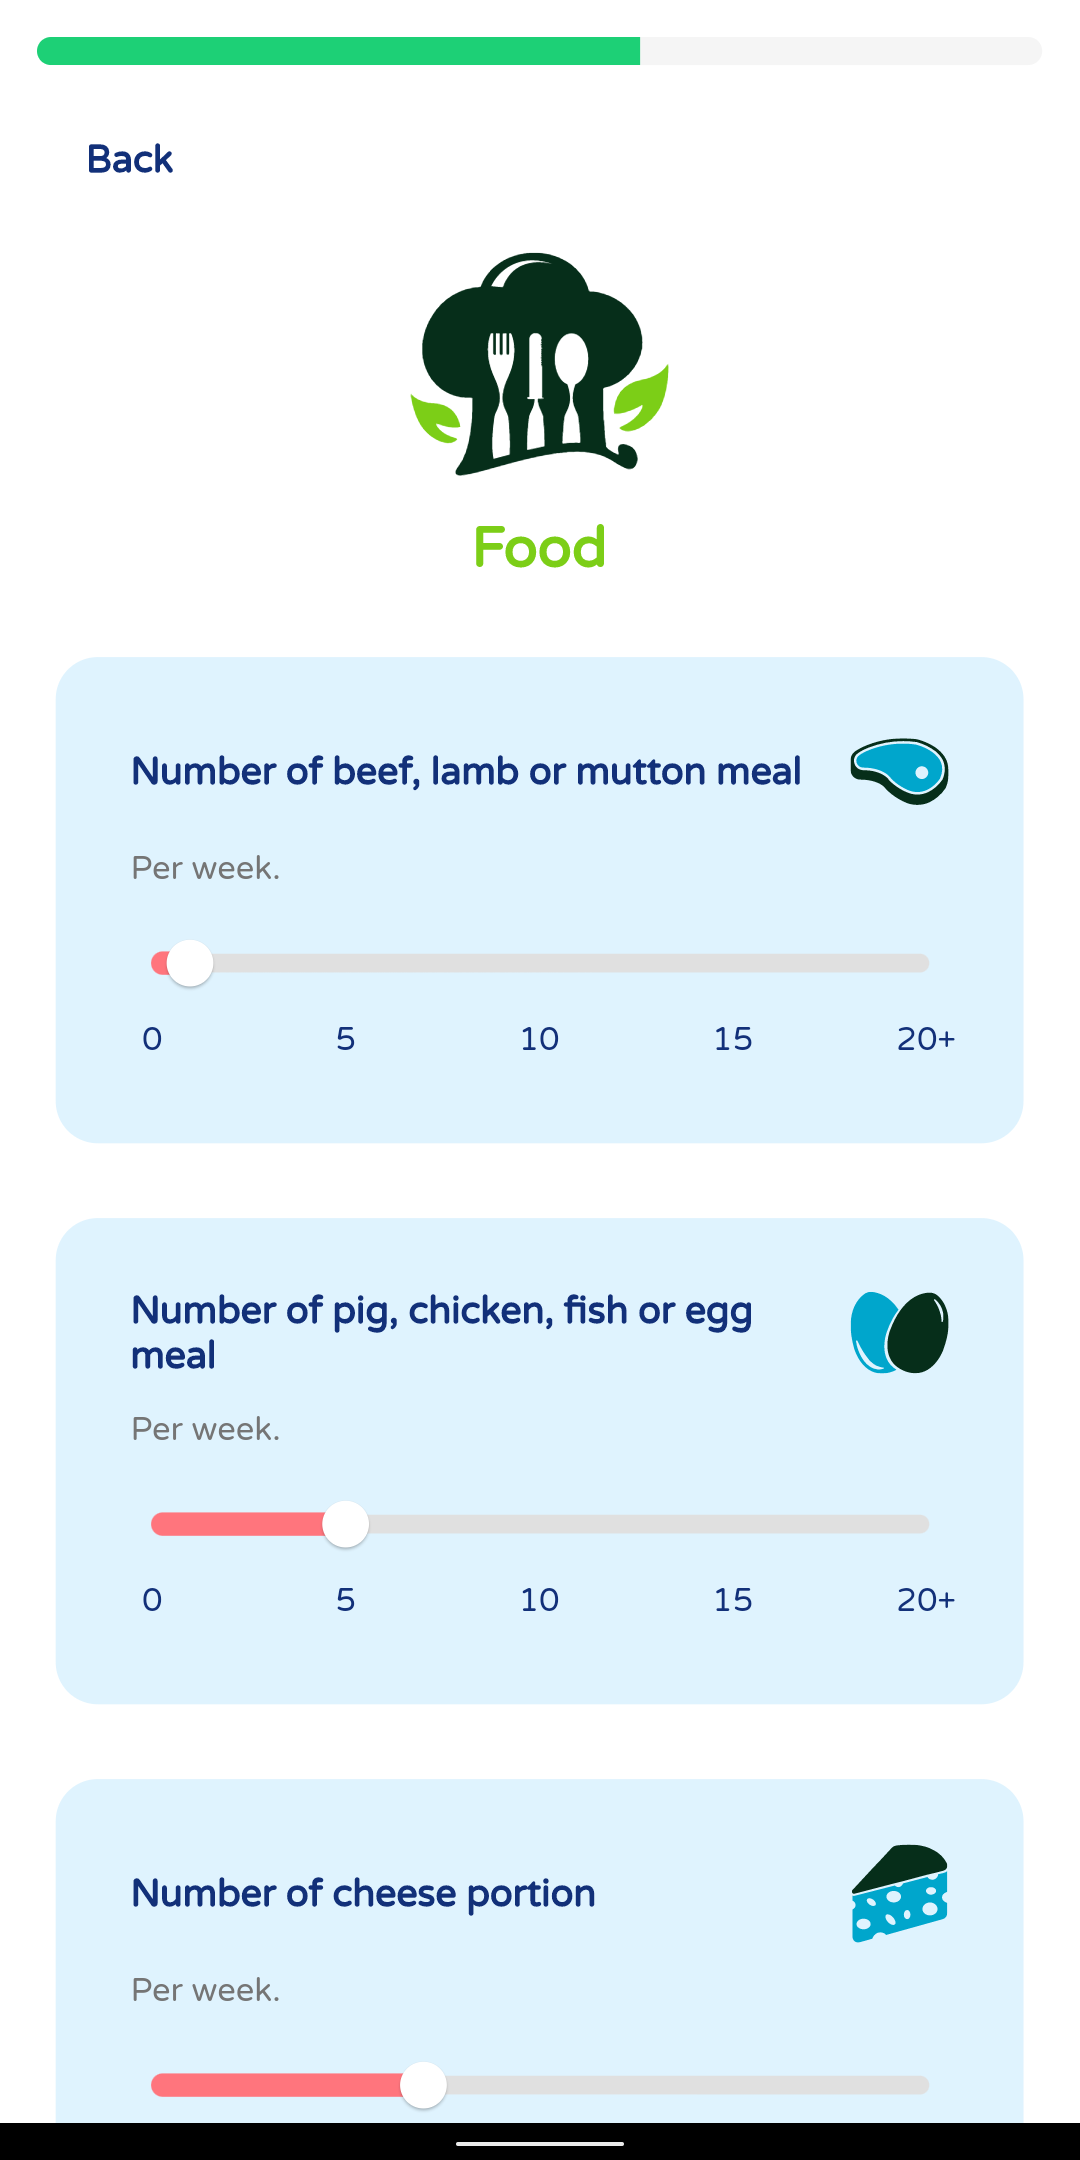 Back
Food
Number of beef, lamb or mutton meal
Per week.
0 5 10 15 20+
Number of pig, chicken, fish or egg
meal
Per week.
0 5 10 15 20+
Number of cheese portion
Per week.